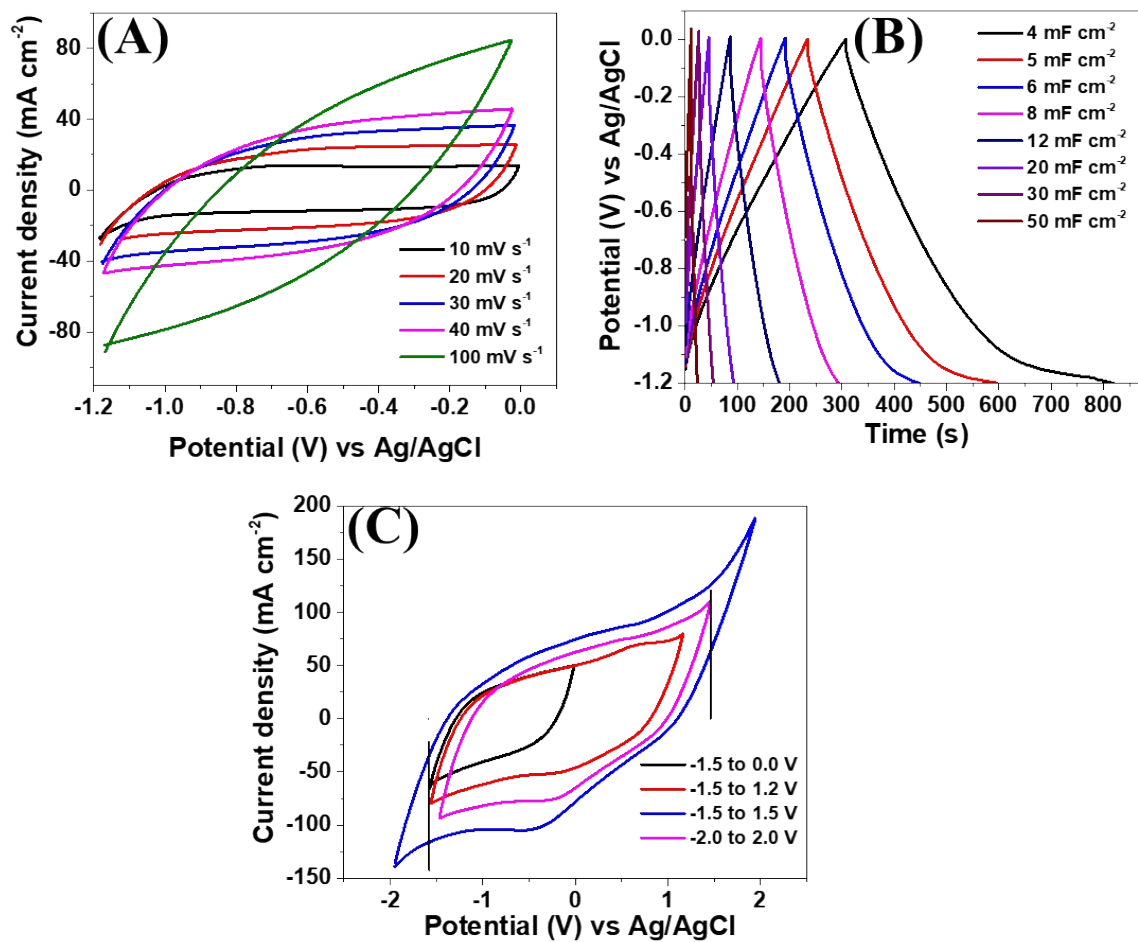 (A)
Current density (mA cm⁻²)
80
40
0
-40
-80
-1.2 -1.0 -0.8 -0.6 -0.4 -0.2 0.0
Potential (V) vs Ag/AgCl
10 mV s⁻¹
20 mV s⁻¹
30 mV s⁻¹
40 mV s⁻¹
100 mV s⁻¹
(B)
Potential (V) vs Ag/AgCl
0.0
-0.2
-0.4
-0.6
-0.8
-1.0
-1.2
0 100 200 300 400 500 600 700 800
Time (s)
4 mF cm⁻²
5 mF cm⁻²
6 mF cm⁻²
8 mF cm⁻²
12 mF cm⁻²
20 mF cm⁻²
30 mF cm⁻²
50 mF cm⁻²
(C)
Current density (mA cm⁻²)
200
150
100
50
0
-50
-100
-150
-2 -1 0 1 2
Potential (V) vs Ag/AgCl
-1.5 to 0.0 V
-1.5 to 1.2 V
-1.5 to 1.5 V
-2.0 to 2.0 V